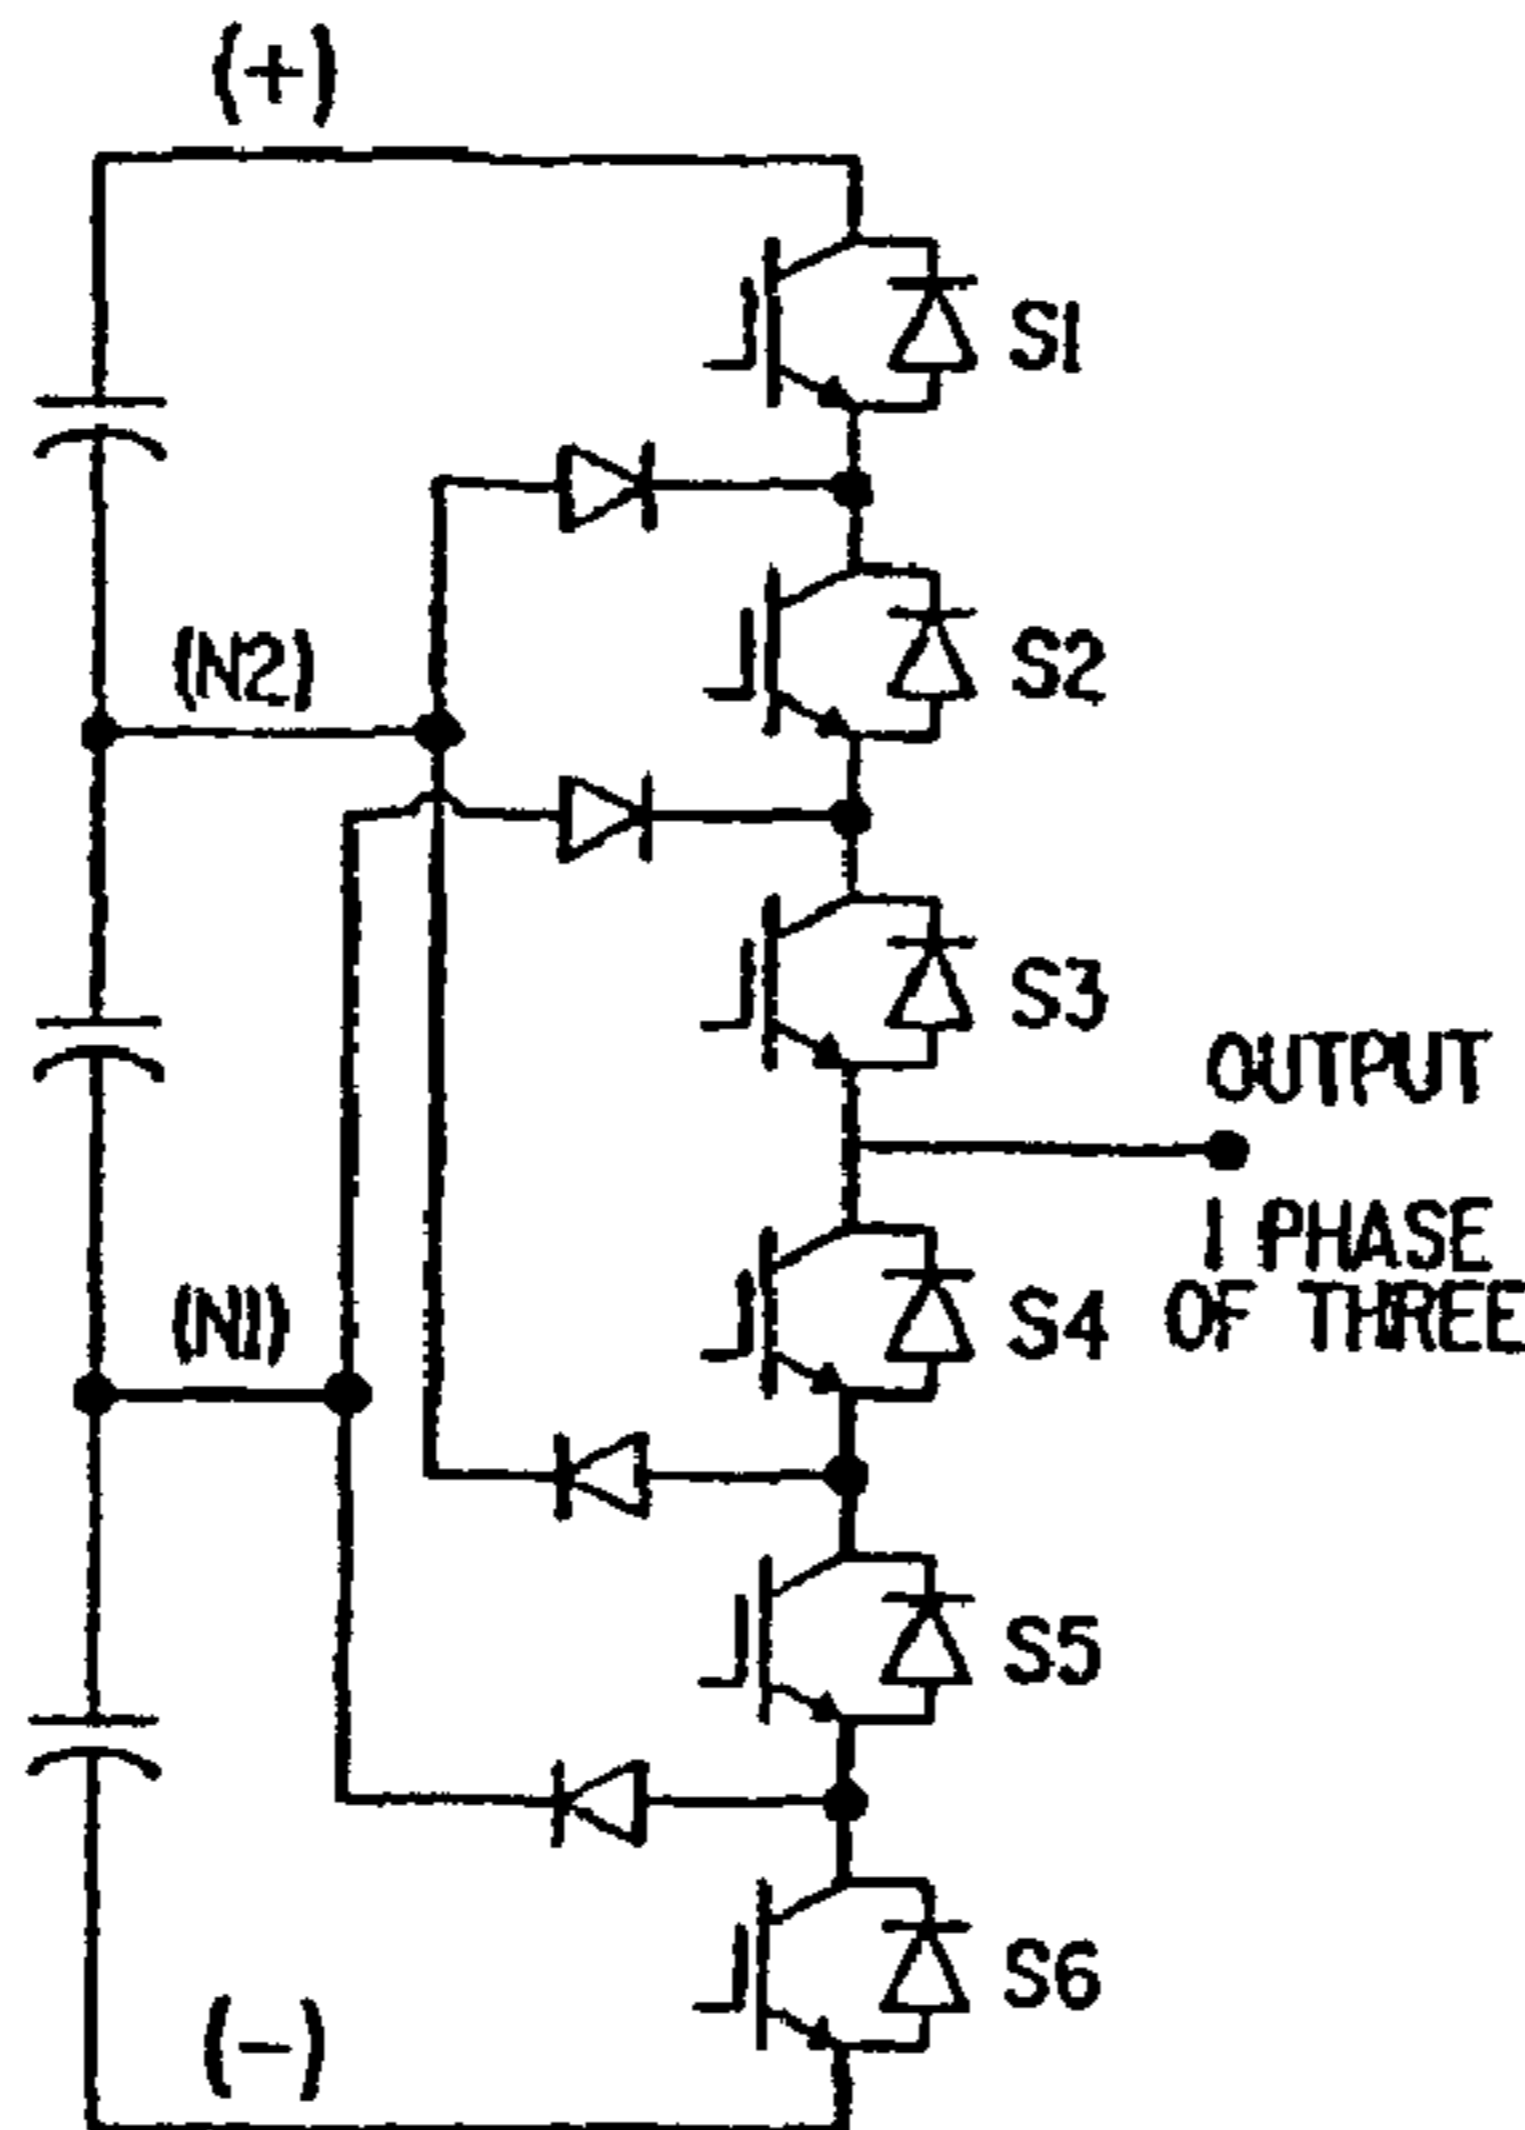 (+)
S1
(N2)
S2
S3
OUTPUT
1 PHASE
OF THREE
(N1)
S4
S5
S6
(-)